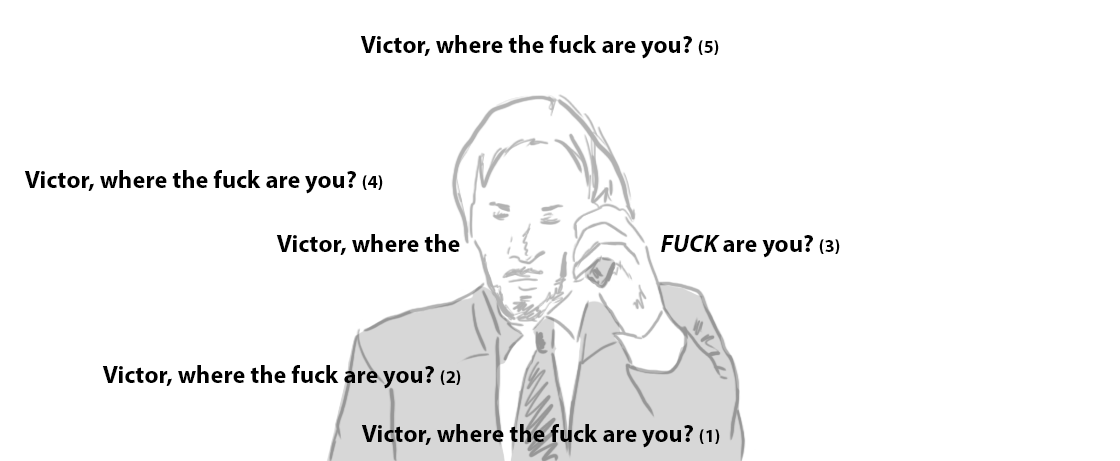 Victor, where the fuck are you? (5)
Victor, where the fuck are you? (4)
Victor, where the FUCK are you? (3)
Victor, where the fuck are you? (2)
Victor, where the fuck are you? (1)